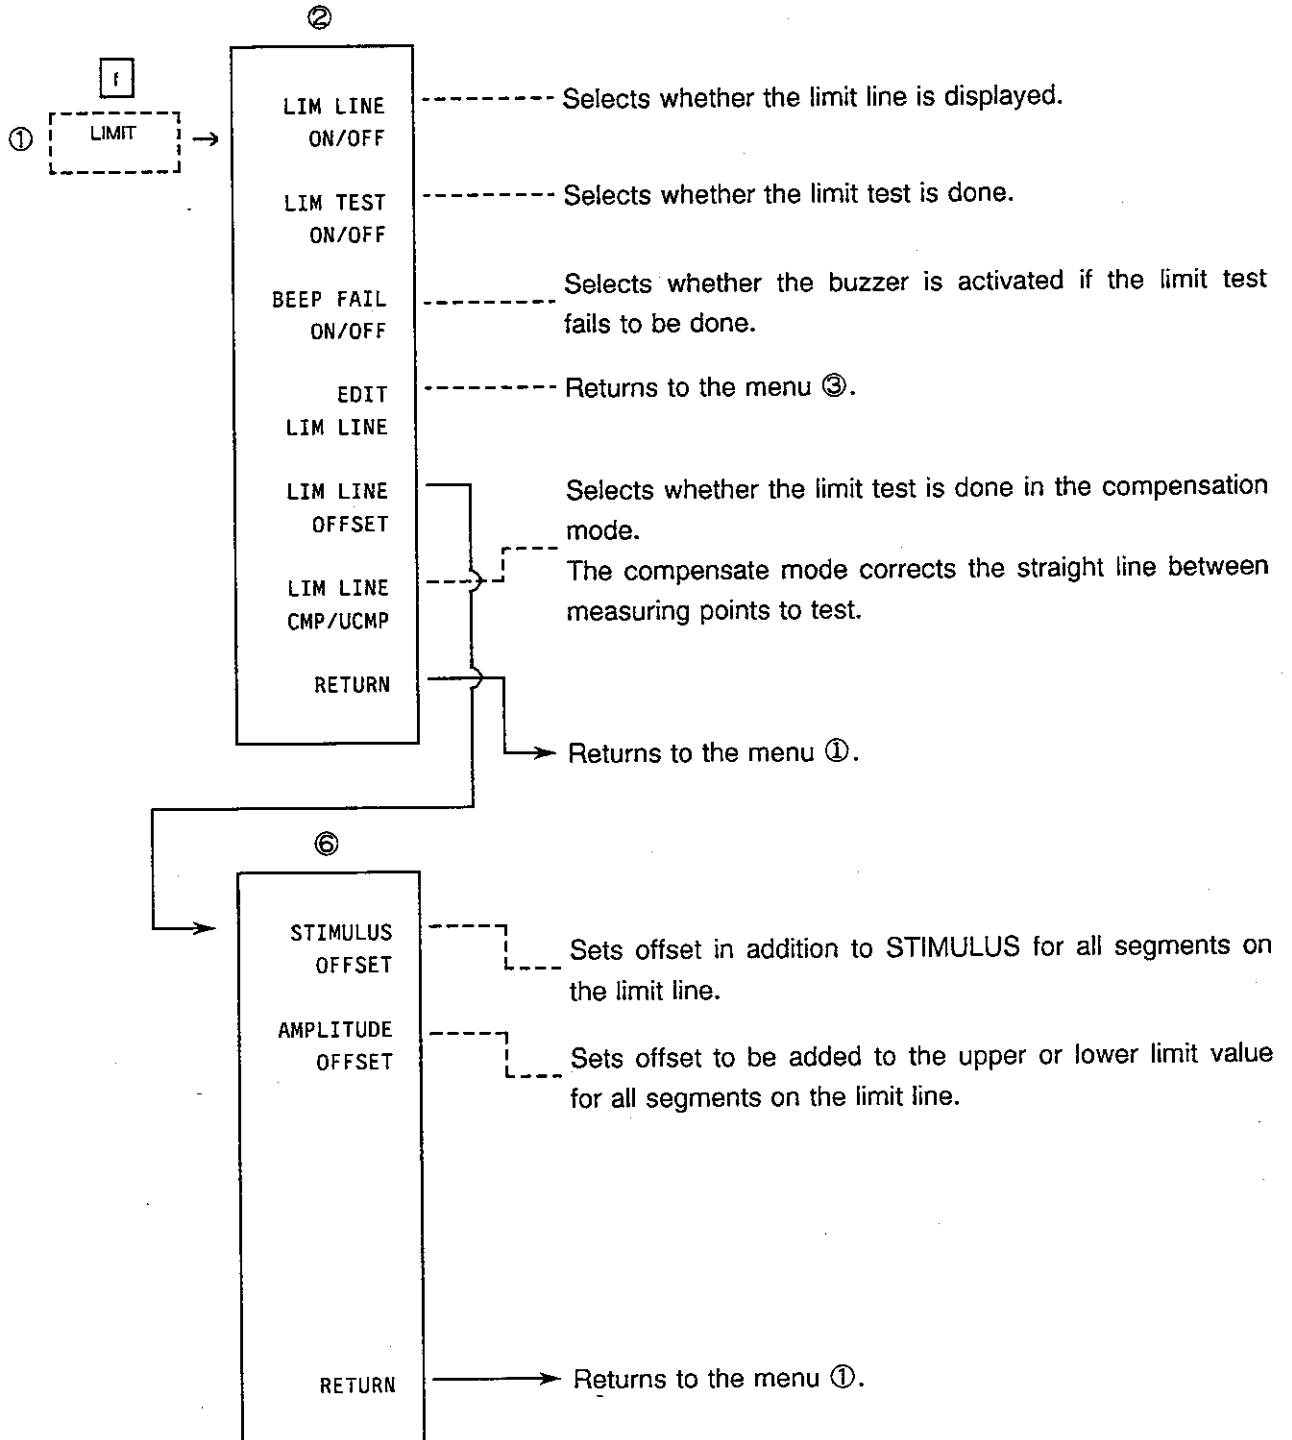 ②
f
① LIMIT
LIM LINE
ON/OFF
Selects whether the limit line is displayed.
LIM TEST
ON/OFF
Selects whether the limit test is done.
BEEP FAIL
ON/OFF
Selects whether the buzzer is activated if the limit test
fails to be done.
EDIT
LIM LINE
Returns to the menu ③.
LIM LINE
OFFSET
LIM LINE
CMP/UCMP
Selects whether the limit test is done in the compensation
mode.
The compensate mode corrects the straight line between
measuring points to test.
RETURN
Returns to the menu ①.
⑥
STIMULUS
OFFSET
Sets offset in addition to STIMULUS for all segments on
the limit line.
AMPLITUDE
OFFSET
Sets offset to be added to the upper or lower limit value
for all segments on the limit line.
RETURN
Returns to the menu ①.